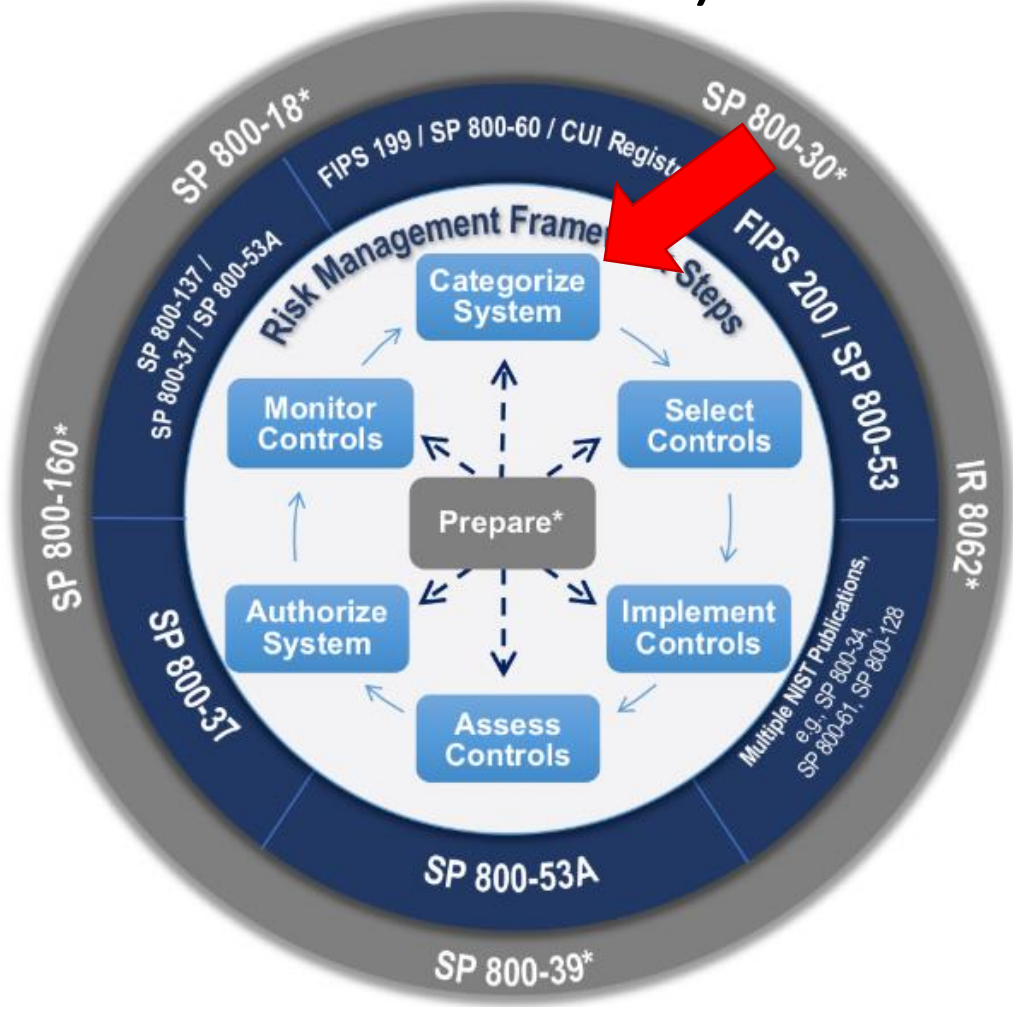 SP 800-18*
SP 800-30*
IR 8062*
SP 800-39*
SP 800-160*
FIPS 199 / SP 800-60 / CUI
FIPS 200 / SP 800-53
Multiple NIST Publications,
e.g., SP 800-34,
SP 800-61, SP 800-128
SP 800-53A
SP 800-37
SP 800-137 /
SP 800-37 / SP 800-53A
Risk Management Steps
Categorize
System
Select
Controls
Implement
Controls
Assess
Controls
Authorize
System
Monitor
Controls
Prepare*